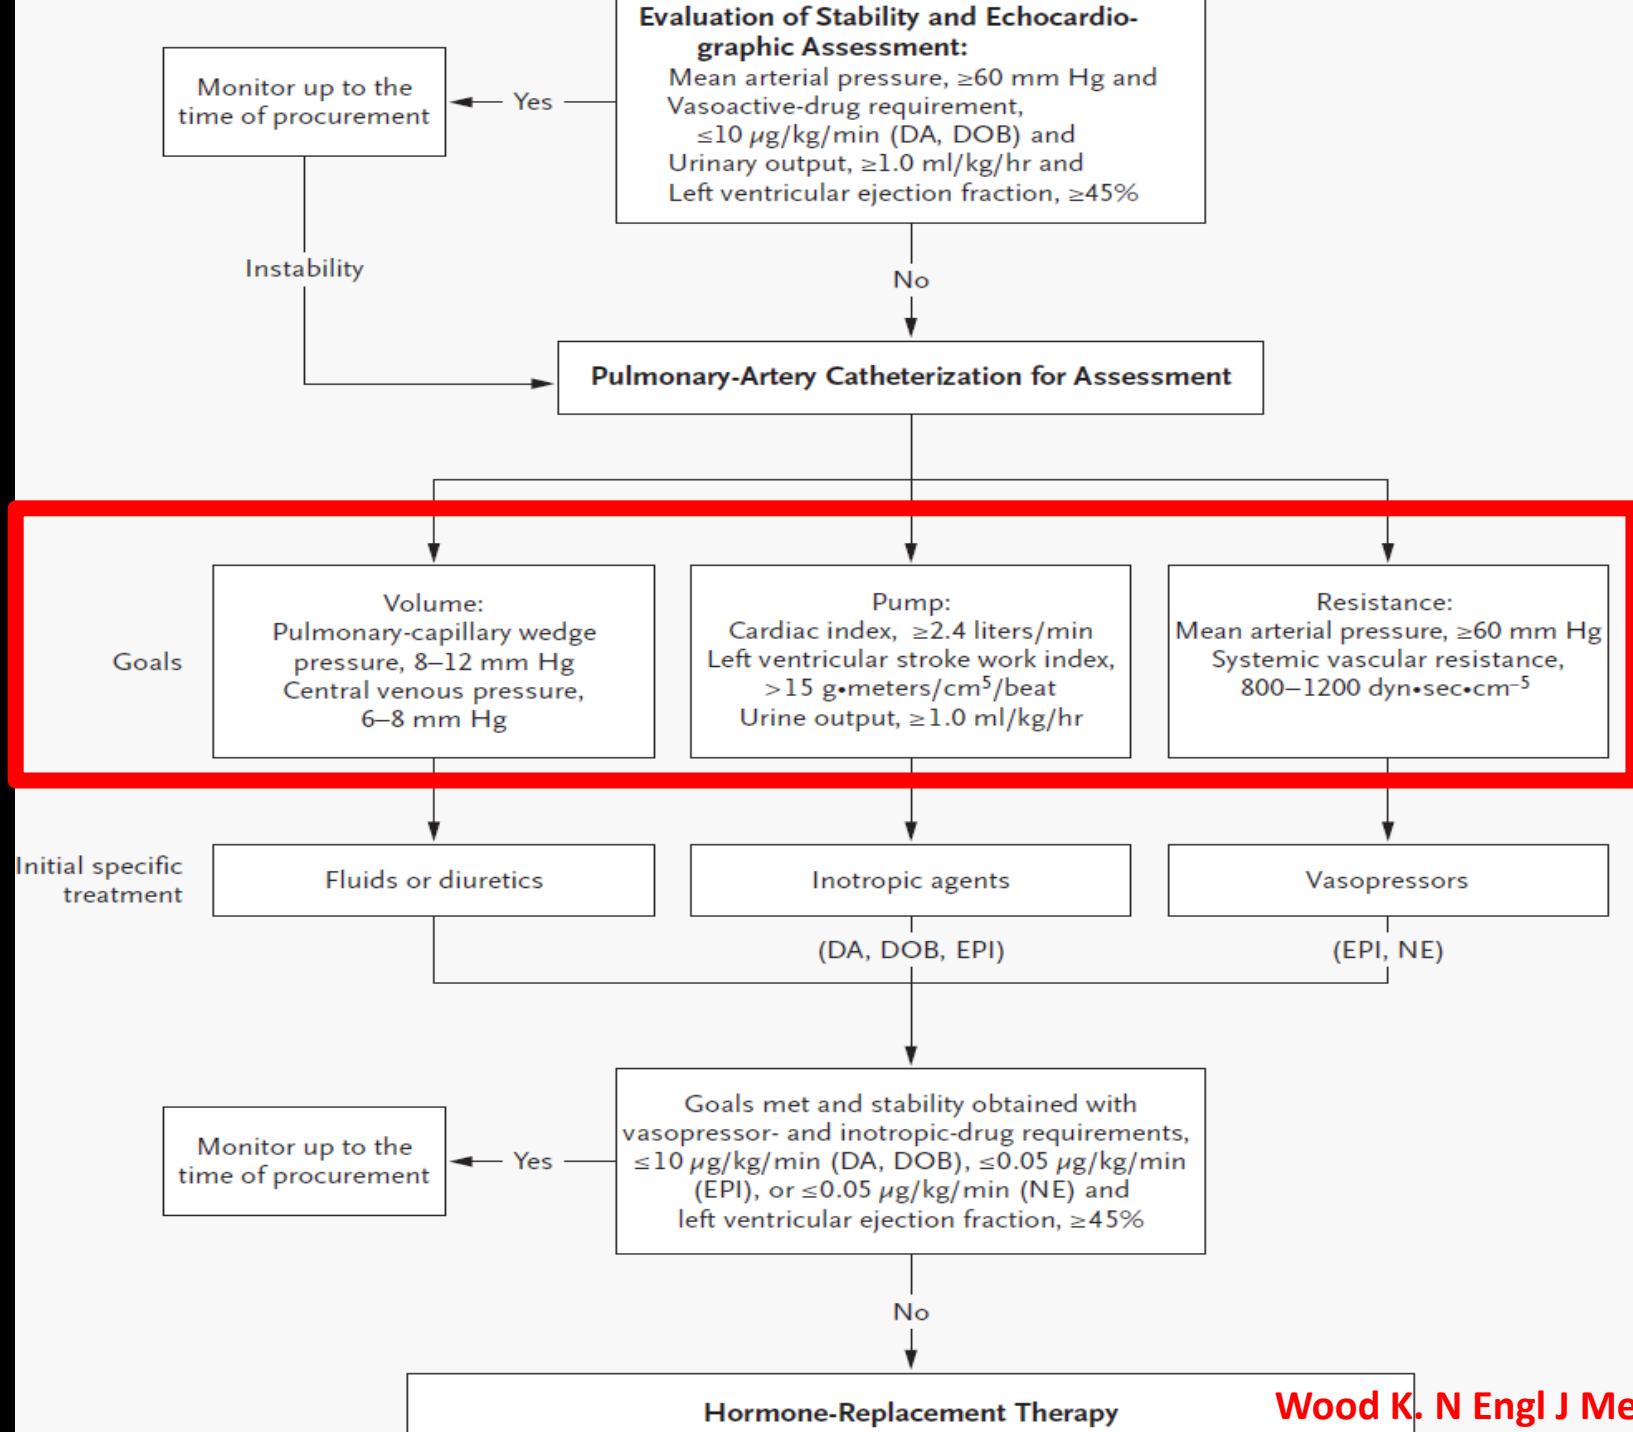 Evaluation of Stability and Echocardio-
graphic Assessment:
Mean arterial pressure, ≥60 mm Hg and
Vasoactive-drug requirement,
≤10 µg/kg/min (DA, DOB) and
Urinary output, ≥1.0 ml/kg/hr and
Left ventricular ejection fraction, ≥45%
Yes
Monitor up to the
time of procurement
Instability
No
Pulmonary-Artery Catheterization for Assessment
Goals
Volume:
Pulmonary-capillary wedge
pressure, 8–12 mm Hg
Central venous pressure,
6–8 mm Hg
Pump:
Cardiac index, ≥2.4 liters/min
Left ventricular stroke work index,
>15 g•meters/cm⁵/beat
Urine output, ≥1.0 ml/kg/hr
Resistance:
Mean arterial pressure, ≥60 mm Hg
Systemic vascular resistance,
800–1200 dyn•sec•cm⁻⁵
Initial specific
treatment
Fluids or diuretics
Inotropic agents
Vasopressors
(DA, DOB, EPI)
(EPI, NE)
Goals met and stability obtained with
vasopressor- and inotropic-drug requirements,
≤10 µg/kg/min (DA, DOB), ≤0.05 µg/kg/min
(EPI), or ≤0.05 µg/kg/min (NE) and
left ventricular ejection fraction, ≥45%
Yes
Monitor up to the
time of procurement
No
Hormone-Replacement Therapy
Wood K. N Engl J Me